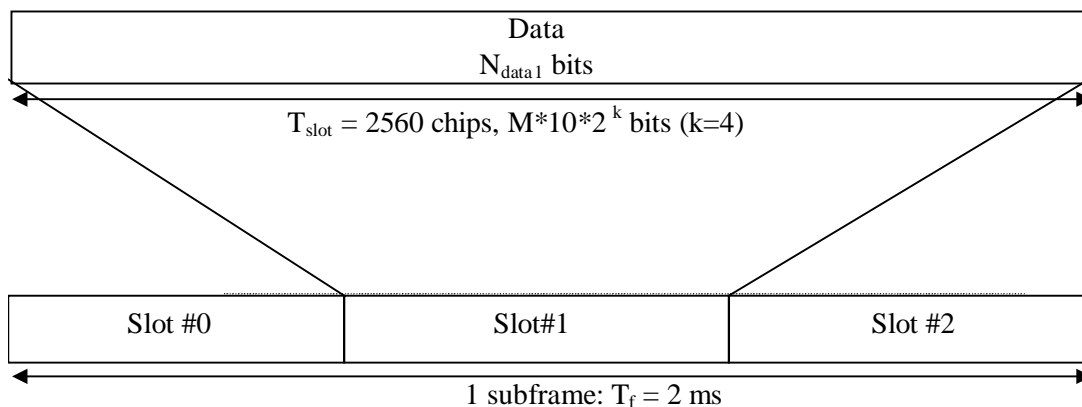 Data
N_data1 bits
T_slot = 2560 chips, M*10*2^k bits (k=4)
Slot #0 Slot#1 Slot #2
1 subframe: T_f = 2 ms